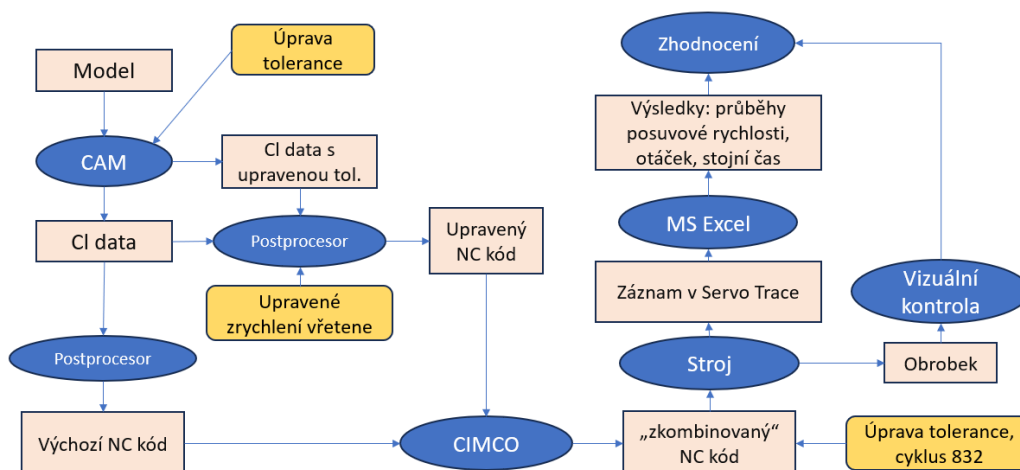 Model
Úprava
tolerance
CAM
Cl data s
upravenou tol.
Cl data
Postprocesor
Upravený
NC kód
Upravené
zrychlení vřetene
Postprocesor
Výchozí NC kód
CIMCO
„zkombinovaný“
NC kód
Úprava tolerance,
cyklus 832
Stroj
Obrobek
Vizuální
kontrola
Záznam v Servo Trace
MS Excel
Výsledky: průběhy
posuvové rychlosti,
otáček, stojní čas
Zhodnocení